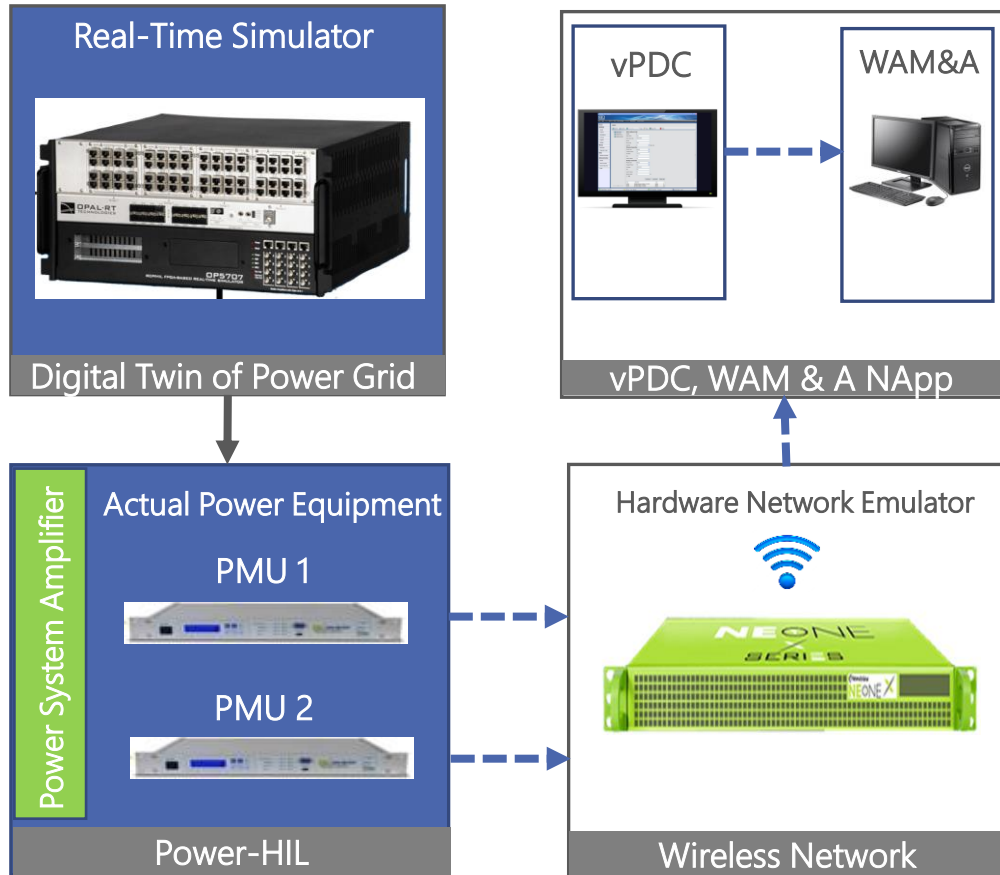 Real-Time Simulator
OPAL-RT
TECHNOLOGIES
OP5707
Digital Twin of Power Grid
vPDC
WAM&A
vPDC, WAM & A NApp
Power System Amplifier
Actual Power Equipment
PMU 1
PMU 2
Power-HIL
Hardware Network Emulator
NEONE
X
SERIES
NEONE X
Wireless Network